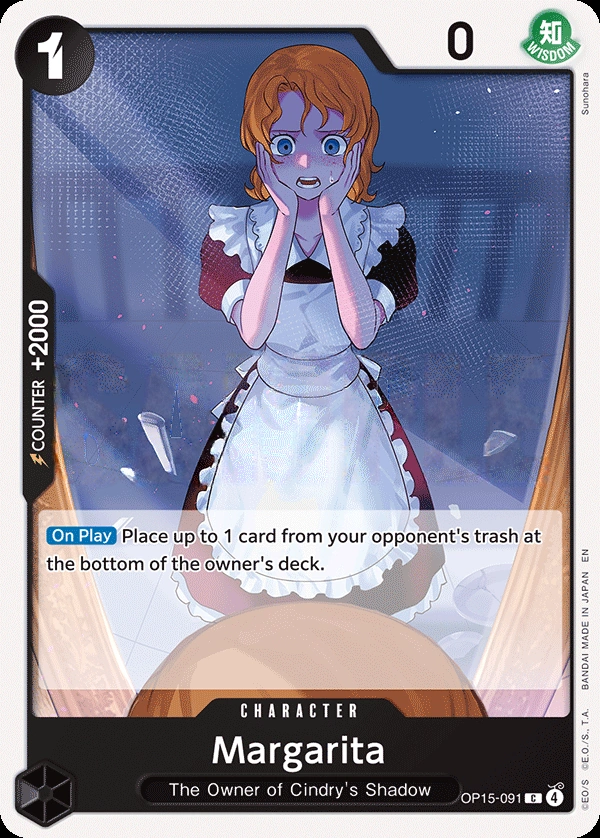 1
0
知
WISDOM
Sunohara
COUNTER +2000
On Play Place up to 1 card from your opponent's trash at
the bottom of the owner's deck.
CHARACTER
Margarita
The Owner of Cindry's Shadow
OP15-091 C 4
©E.O/S ©E.O./S., T.A. BANDAI MADE IN JAPAN EN